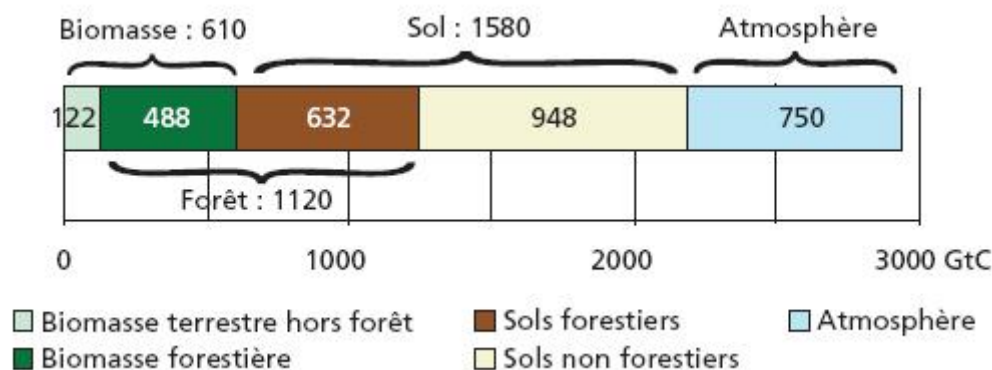 Biomasse : 610 Sol : 1580 Atmosphère
122 488 632 948 750
Forêt : 1120
0 1000 2000 3000 GtC
Biomasse terrestre hors forêt Sols forestiers Atmosphère
Biomasse forestière Sols non forestiers